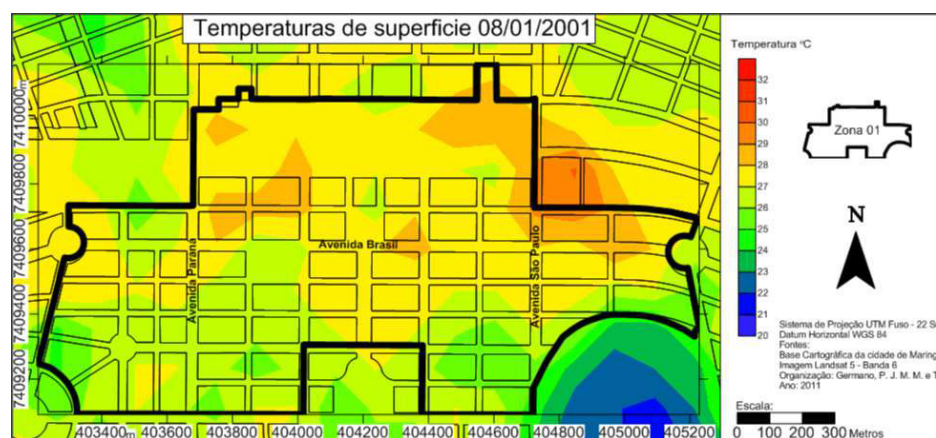 Temperaturas de superficie 08/01/2001
Temperatura °C
32
31
30
29
28
27
26
25
24
23
22
21
20
Zona 01
N
7410000m
7409800
7409600
7409400
7409200
Avenida Paraná
Avenida Brasil
Avenida São Paulo
403400m 403600 403800 404000 404200 404400 404600 404800 405000 405200
Sistema de Projeção UTM Fuso - 22 S
Datum Horizontal WGS 84
Fontes:
Base Cartográfica da cidade de Maring
Imagem Landsat 5 - Banda 6
Organização: Germano, P. J. M. M. e T
Ano: 2011
Escala:
0 100 200 300 Metros